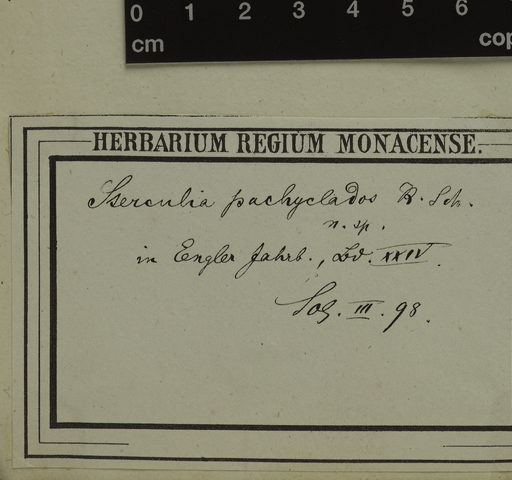 0 1 2 3 4 5 6
cm cop
HERBARIUM REGIUM MONACENSE.
Sterculia pachyclados K. Sch.
n. sp.
in Engler Jahrb., Bd. XXIV.
III. 98.